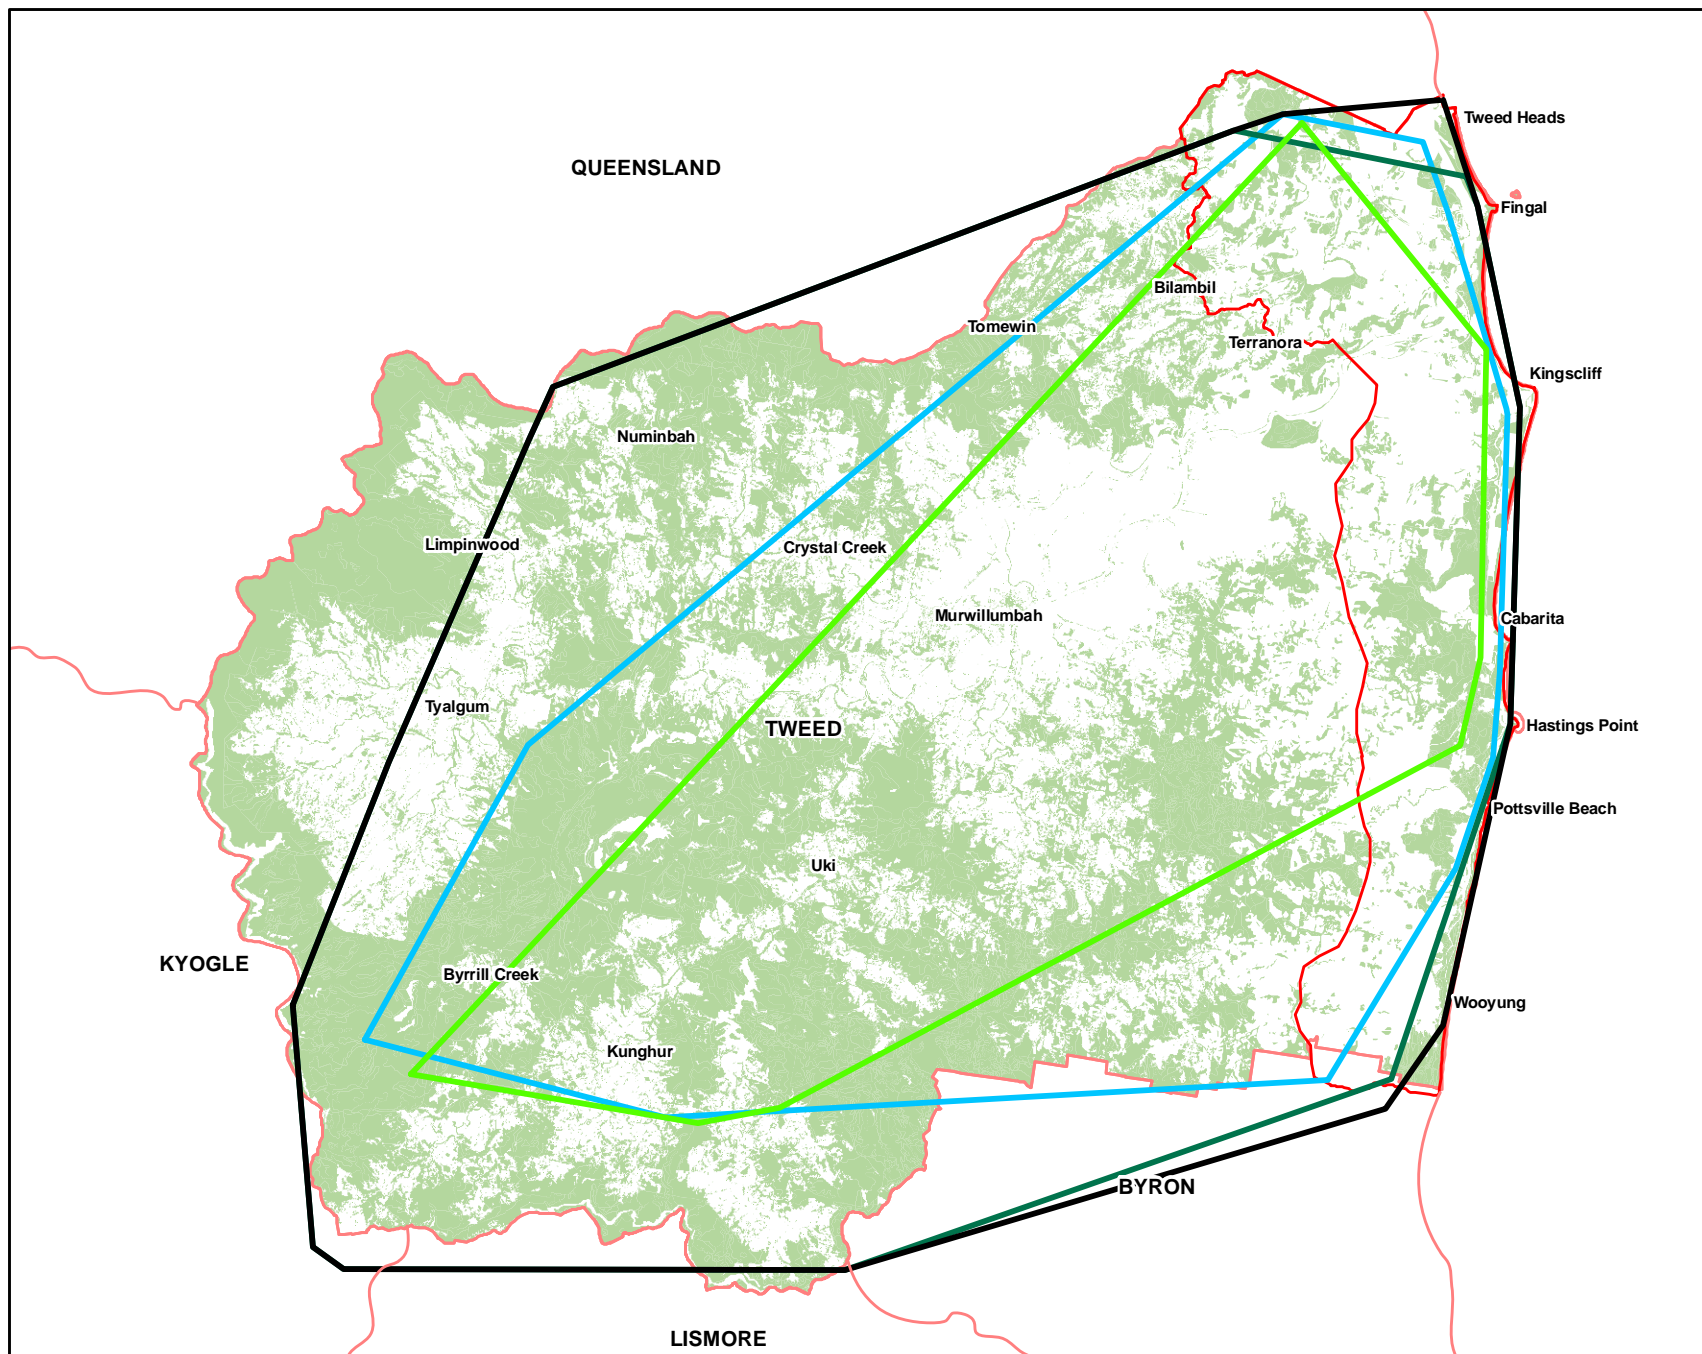 Tweed Heads
QUEENSLAND
Fingal
Bilambil
Tomewin
Terranora
Kingscliff
Numinbah
Limpinwood
Crystal Creek
Murwillumbah
Cabarita
Tyalgum
TWEED
Hastings Point
Pottsville Beach
Uki
KYOGLE
Byrrill Creek
Wooyung
Kunghur
BYRON
LISMORE